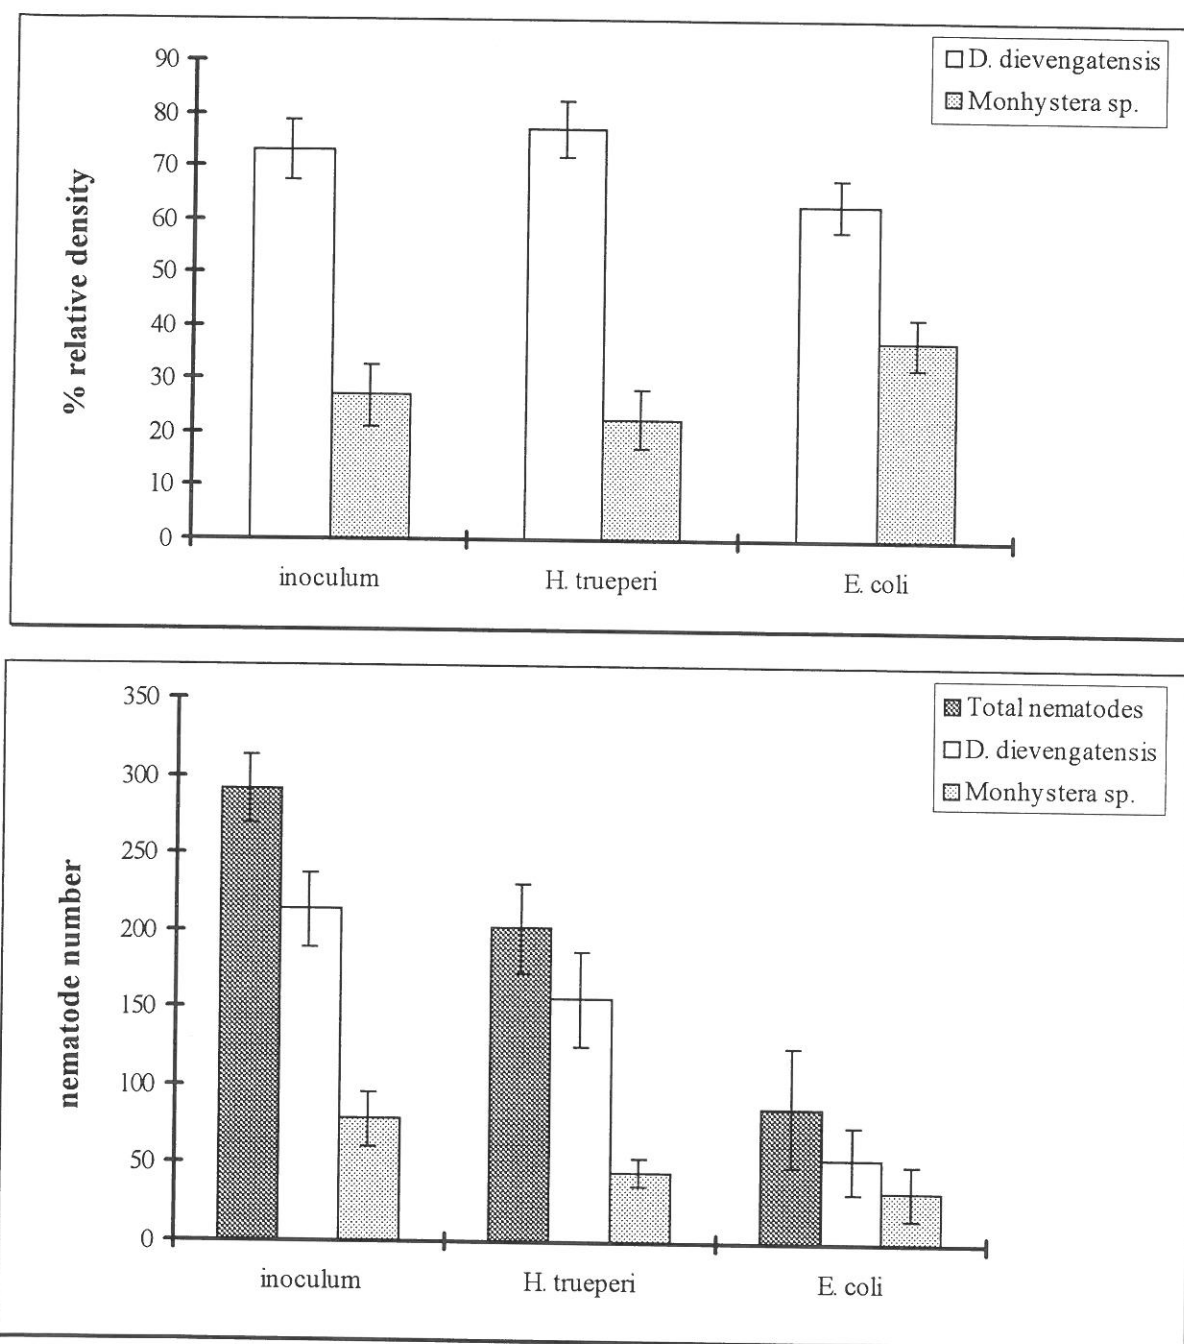 90
80
70
60
50
40
30
20
10
0
% relative density
D. dievengatensis
Monhystera sp.
inoculum
H. trueperi
E. coli
350
300
250
200
150
100
50
0
nematode number
Total nematodes
D. dievengatensis
Monhystera sp.
inoculum
H. trueperi
E. coli